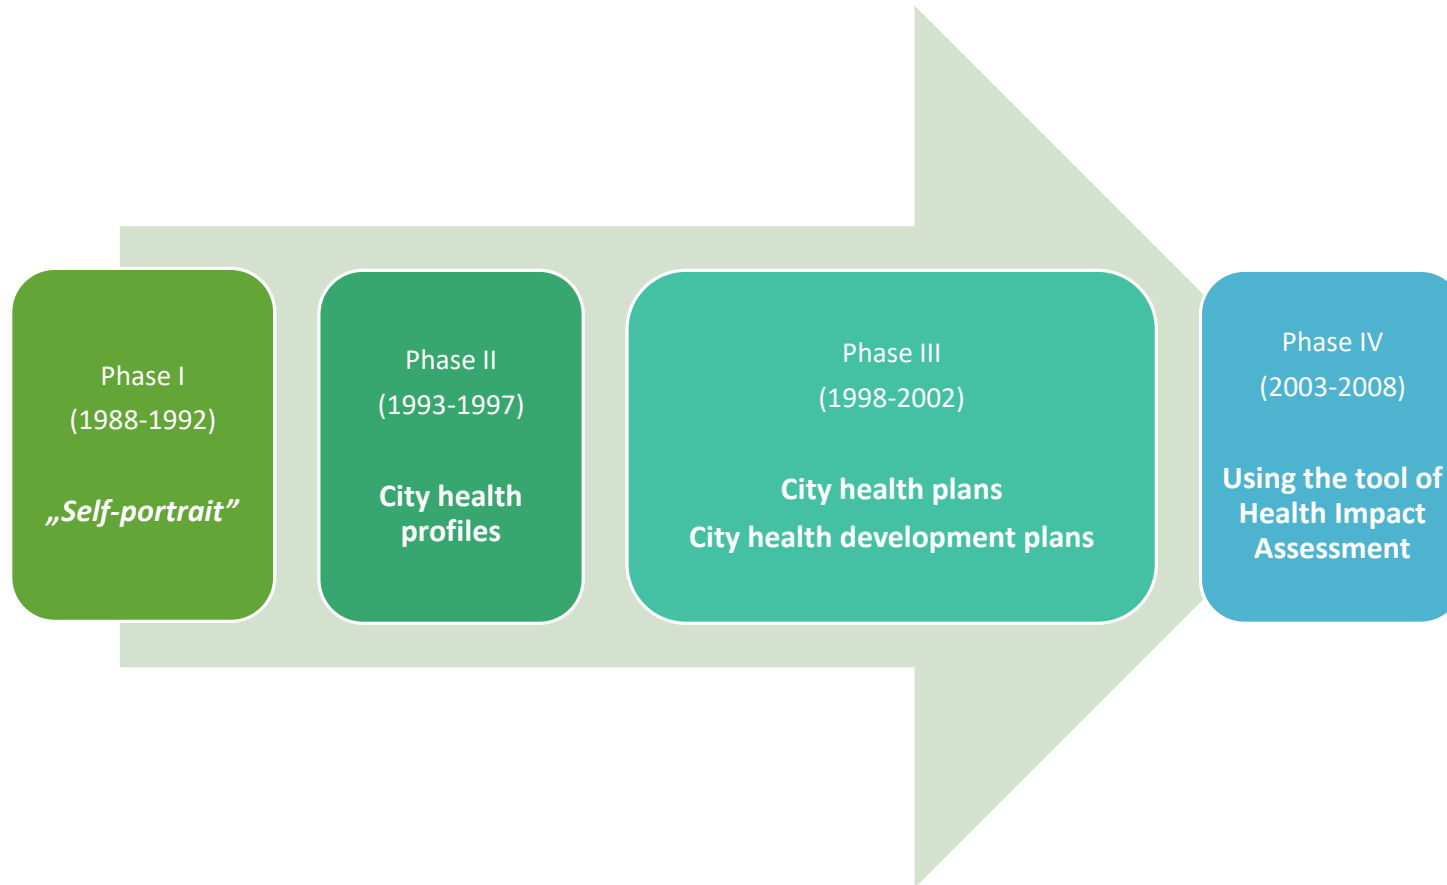 Phase I
(1988-1992)
„Self-portrait”
Phase II
(1993-1997)
City health
profiles
Phase III
(1998-2002)
City health plans
City health development plans
Phase IV
(2003-2008)
Using the tool of
Health Impact
Assessment